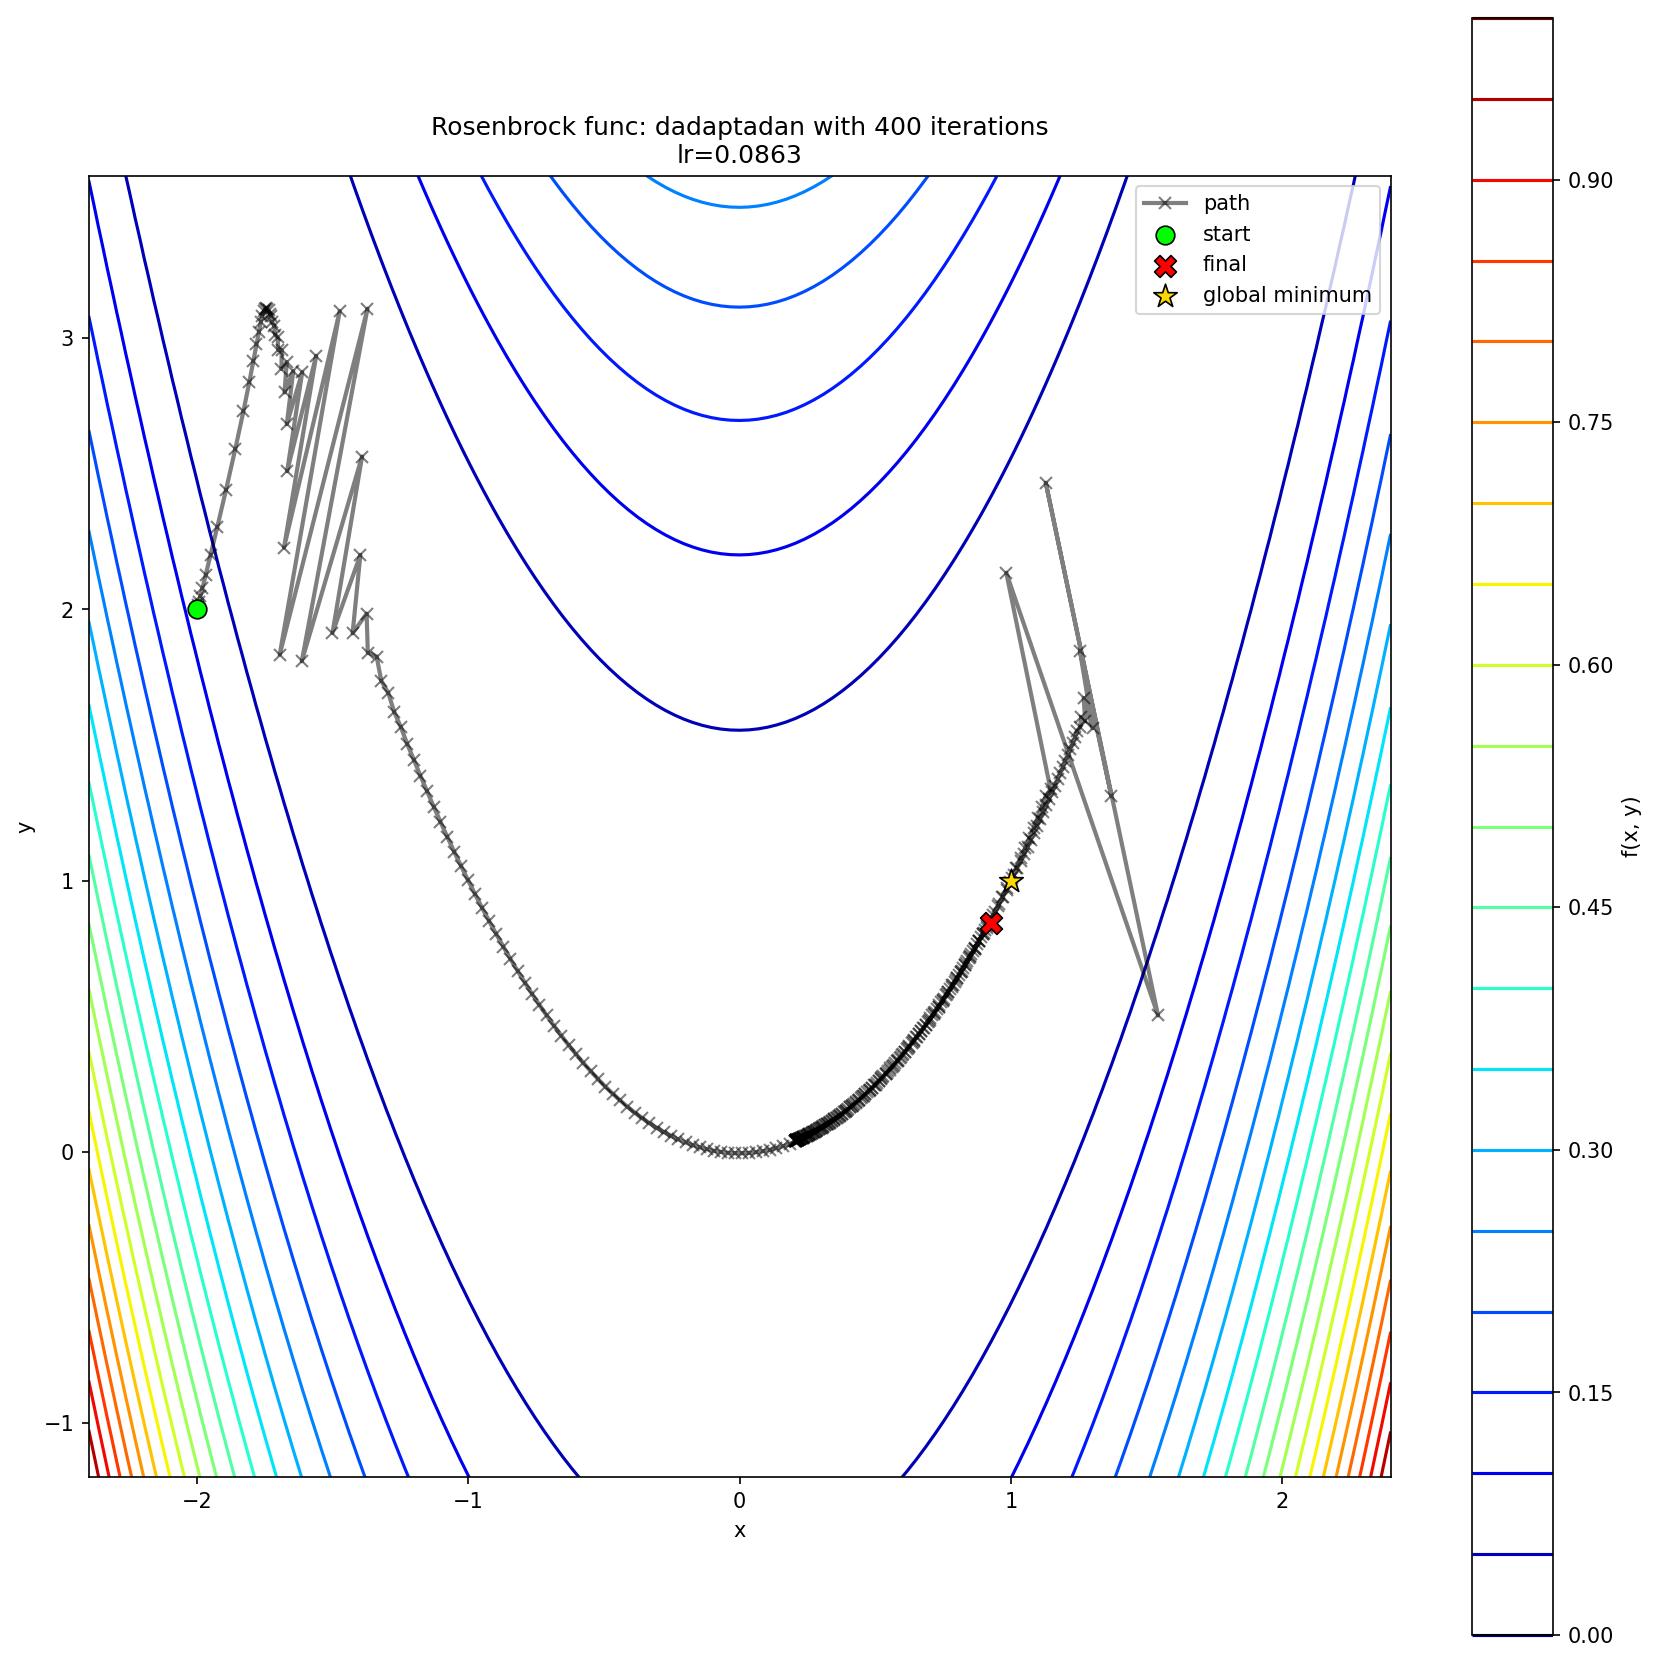 Rosenbrock func: dadaptadan with 400 iterations
lr=0.0863
path
start
final
global minimum
3
2
1
0
−1
y
−2
−1
0
1
2
x
0.90
0.75
0.60
0.45
0.30
0.15
0.00
f(x, y)